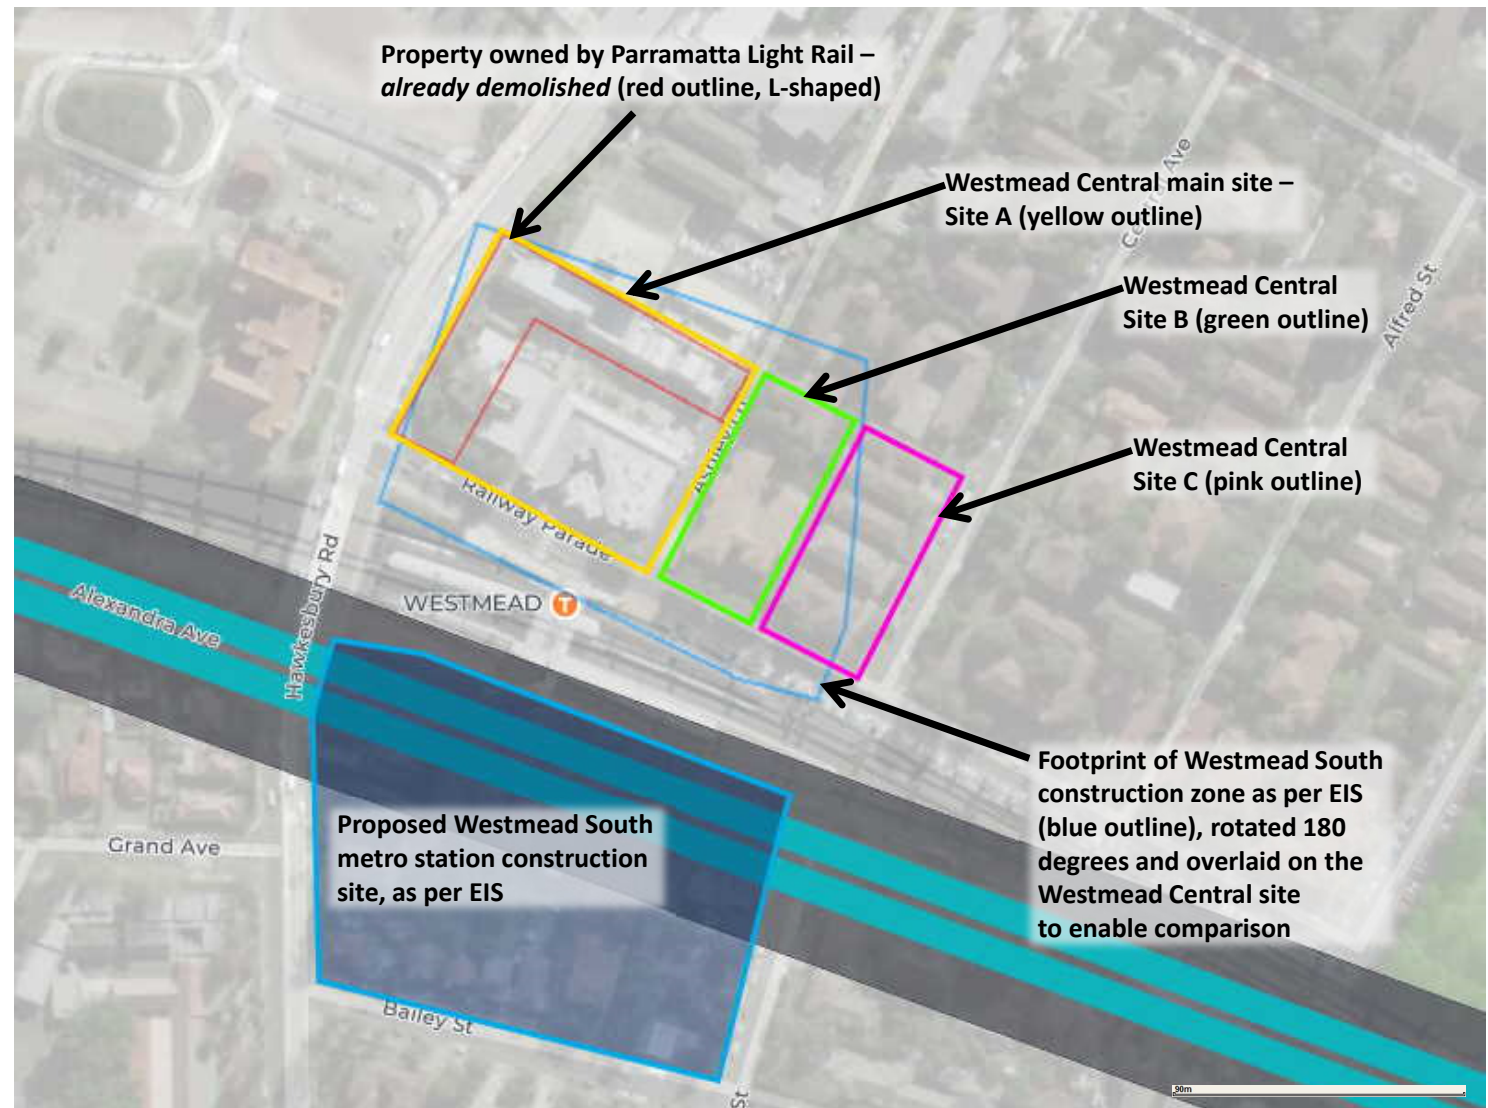 Property owned by Parramatta Light Rail –
already demolished (red outline, L-shaped)
Westmead Central main site –
Site A (yellow outline)
Central Ave
Westmead Central
Site B (green outline)
Alfred St
Westmead Central
Site C (pink outline)
Railway Parade
Hawkesbury Rd
WESTMEAD T
Alexandra Ave
Grand Ave
Proposed Westmead South
metro station construction
site, as per EIS
Footprint of Westmead South
construction zone as per EIS
(blue outline), rotated 180
degrees and overlaid on the
Westmead Central site
to enable comparison
Bailey St
St
90m